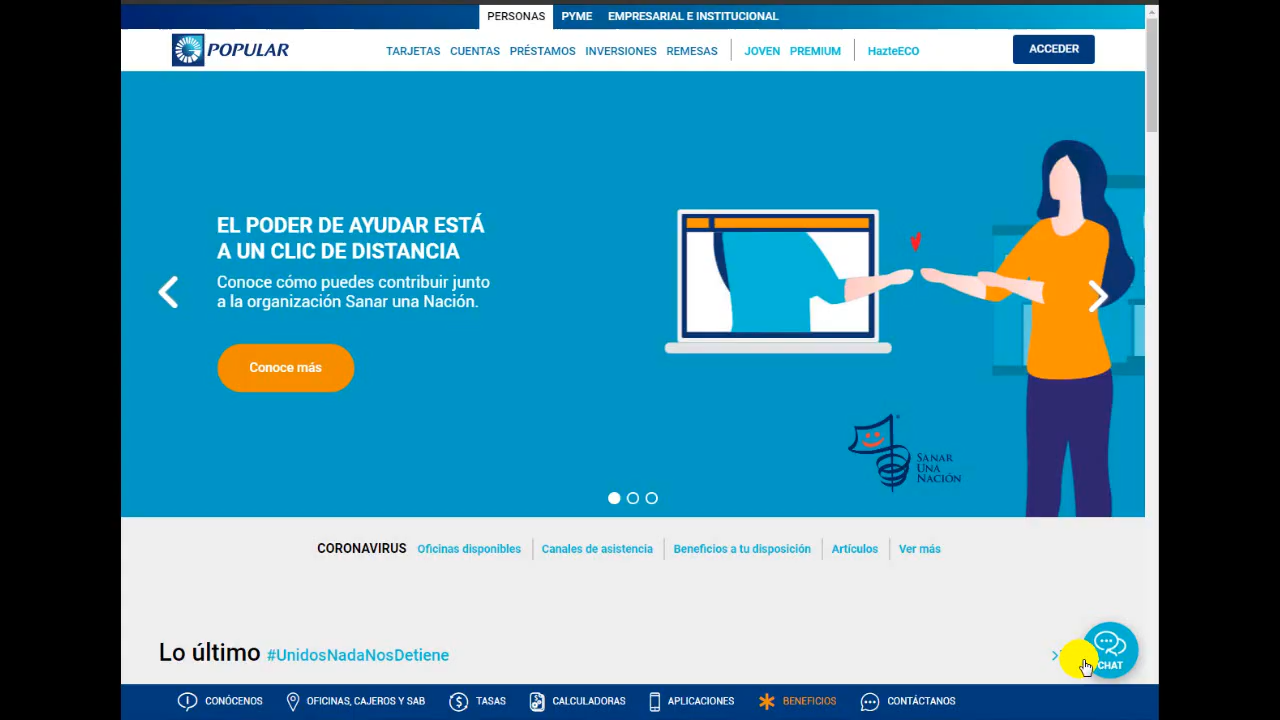 PERSONAS PYME EMPRESARIAL E INSTITUCIONAL
POPULAR TARJETAS CUENTAS PRÉSTAMOS INVERSIONES REMESAS JOVEN PREMIUM HazteECO ACCEDER
EL PODER DE AYUDAR ESTÁ
A UN CLIC DE DISTANCIA
Conoce cómo puedes contribuir junto
a la organización Sanar una Nación.
Conoce más
SANAR
UNA
NACIÓN
CORONAVIRUS Oficinas disponibles Canales de asistencia Beneficios a tu disposición Artículos Ver más
Lo último #UnidosNadaNosDetiene
CHAT
CONÓCENOS OFICINAS, CAJEROS Y SAB TASAS CALCULADORAS APLICACIONES BENEFICIOS CONTÁCTANOS